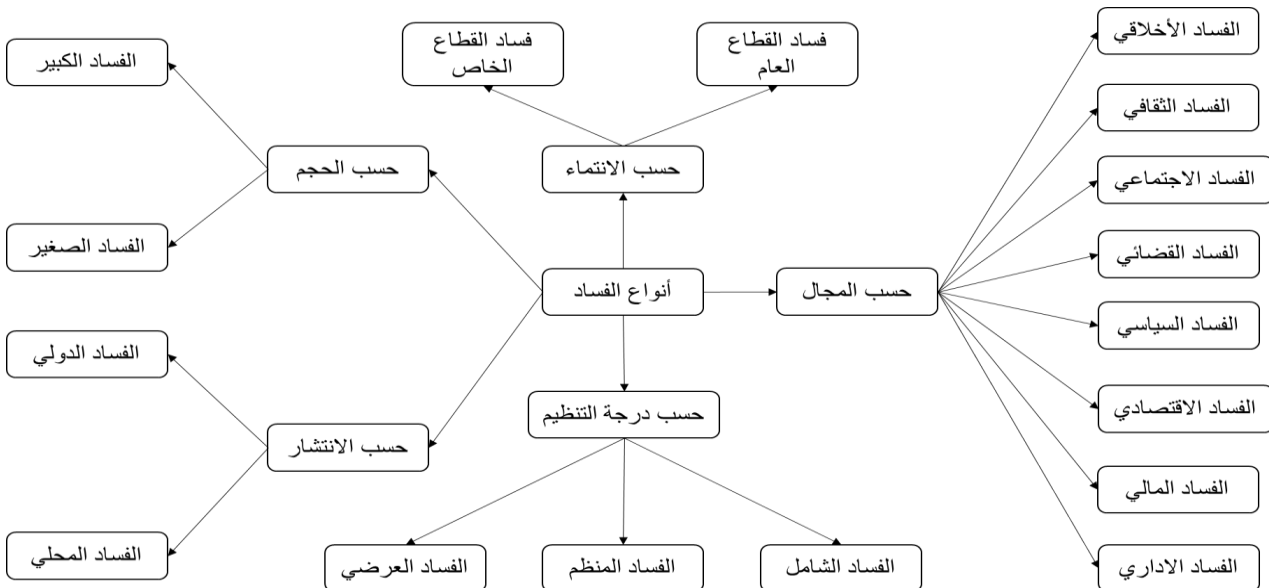 الفساد الأخلاقي
فساد القطاع
العام
فساد القطاع
الخاص
الفساد الكبير
الفساد الثقافي
الفساد الاجتماعي
حسب الانتماء
حسب الحجم
الفساد القضائي
الفساد الصغير
حسب المجال
أنواع الفساد
الفساد السياسي
الفساد الدولي
الفساد الاقتصادي
حسب درجة التنظيم
حسب الانتشار
الفساد المالي
الفساد المحلي
الفساد الاداري
الفساد الشامل
الفساد المنظم
الفساد العرضي